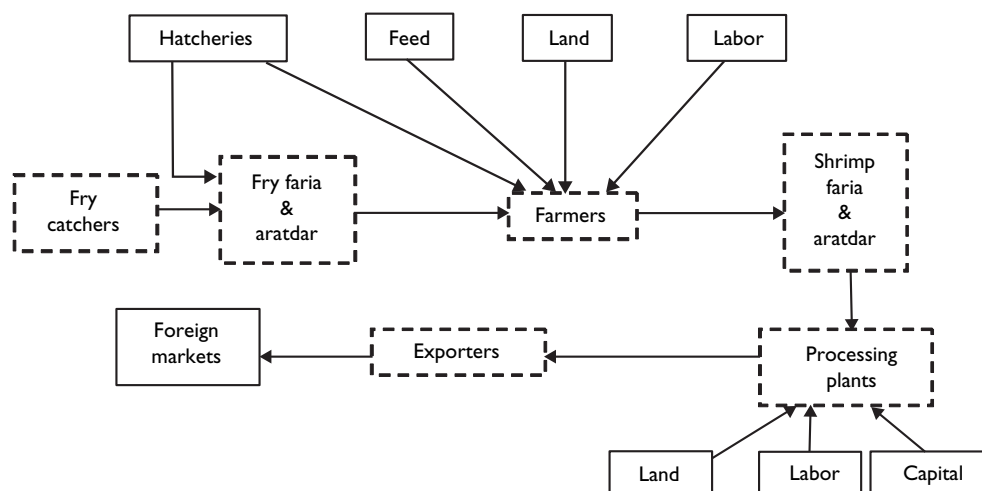 Hatcheries
Feed
Land
Labor
Fry
catchers
Fry faria
&
aratdar
Farmers
Shrimp
faria
&
aratdar
Foreign
markets
Exporters
Processing
plants
Land
Labor
Capital